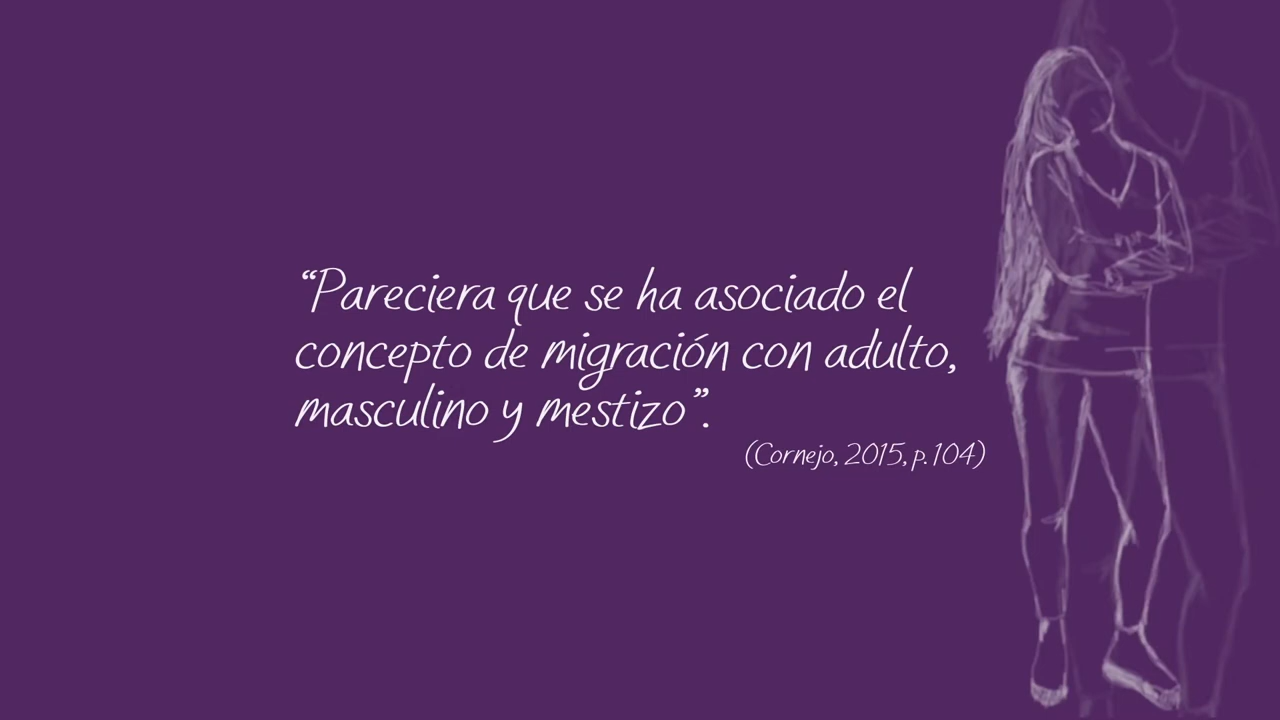 “Pareciera que se ha asociado el
concepto de migración con adulto,
masculino y mestizo”.
(Cornejo, 2015, p. 104)